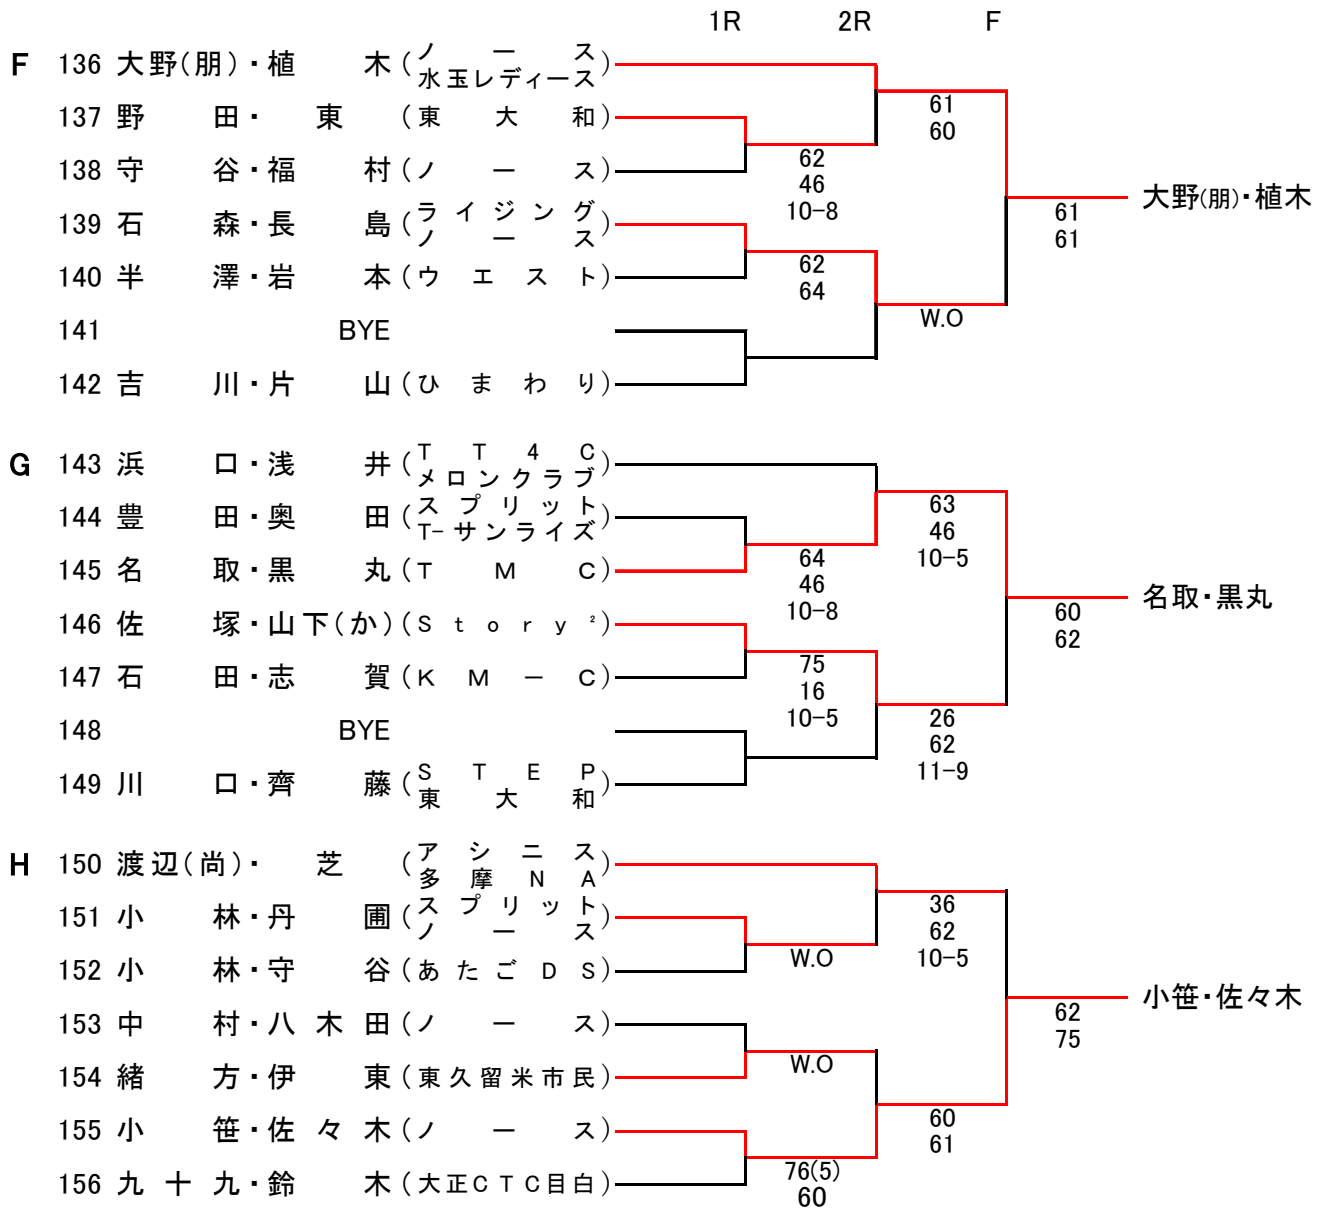 1R 2R F
F 136 大野(朋)・植木(ノース 水玉レディース)
61
60
137 野田・東(東大和)
62
46
10-8
138 守谷・福村(ノース)
大野(朋)・植木
61
61
139 石森・長島(ライジング ノース)
62
64
140 半澤・岩本(ウエスト)
W.O
141 BYE
142 吉川・片山(ひまわり)
G 143 浜口・浅井(TT4C メロンクラブ)
63
46
10-5
144 豊田・奥田(スプリット T-サンライズ)
64
46
10-8
145 名取・黒丸(TMC)
名取・黒丸
60
62
146 佐塚・山下(か)(Story²)
75
16
10-5
147 石田・志賀(KM-C)
26
62
11-9
148 BYE
149 川口・齊藤(STEP 東大和)
H 150 渡辺(尚)・芝(アシニス 多摩NA)
36
62
10-5
151 小林・丹圃(スプリット ノース)
W.O
152 小林・守谷(あたごDS)
小笹・佐々木
62
75
153 中村・八木田(ノース)
W.O
154 緒方・伊東(東久留米市民)
60
61
155 小笹・佐々木(ノース)
76(5)
60
156 九十九・鈴木(大正CTC目白)